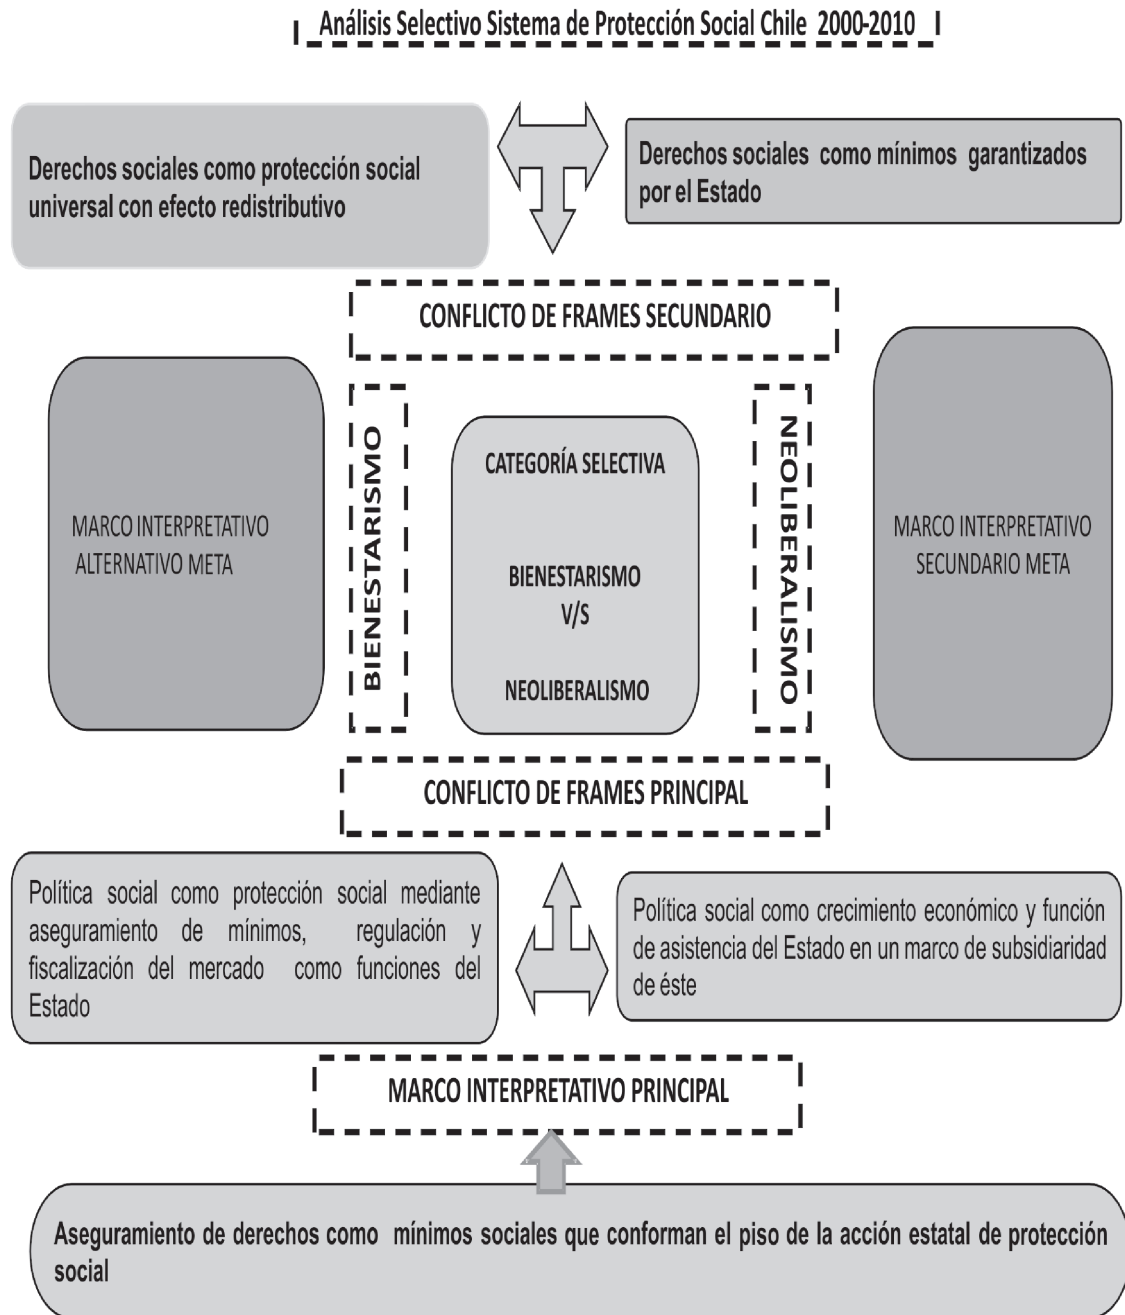 Análisis Selectivo Sistema de Protección Social Chile 2000-2010
Derechos sociales como protección social
universal con efecto redistributivo
Derechos sociales como mínimos garantizados
por el Estado
CONFLICTO DE FRAMES SECUNDARIO
MARCO INTERPRETATIVO
ALTERNATIVO META
BIENESTARISMO
CATEGORÍA SELECTIVA
BIENESTARISMO
V/S
NEOLIBERALISMO
NEOLIBERALISMO
MARCO INTERPRETATIVO
SECUNDARIO META
CONFLICTO DE FRAMES PRINCIPAL
Política social como protección social mediante
aseguramiento de mínimos, regulación y
fiscalización del mercado como funciones del
Estado
Política social como crecimiento económico y función
de asistencia del Estado en un marco de subsidiaridad
de éste
MARCO INTERPRETATIVO PRINCIPAL
Aseguramiento de derechos como mínimos sociales que conforman el piso de la acción estatal de protección
social